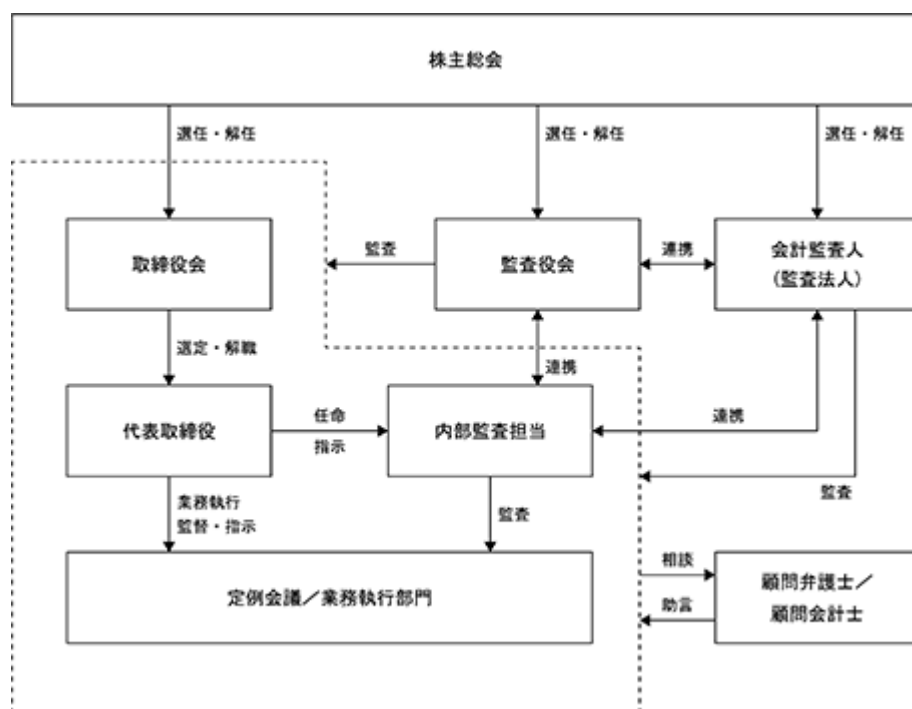 株主総会
選任・解任
選任・解任
選任・解任
取締役会
監査
監査役会
連携
会計監査人
(監査法人)
選定・解職
連携
代表取締役
任命
指示
内部監査担当
連携
業務執行
監督・指示
監査
監査
定例会議／業務執行部門
相談
助言
顧問弁護士／
顧問会計士